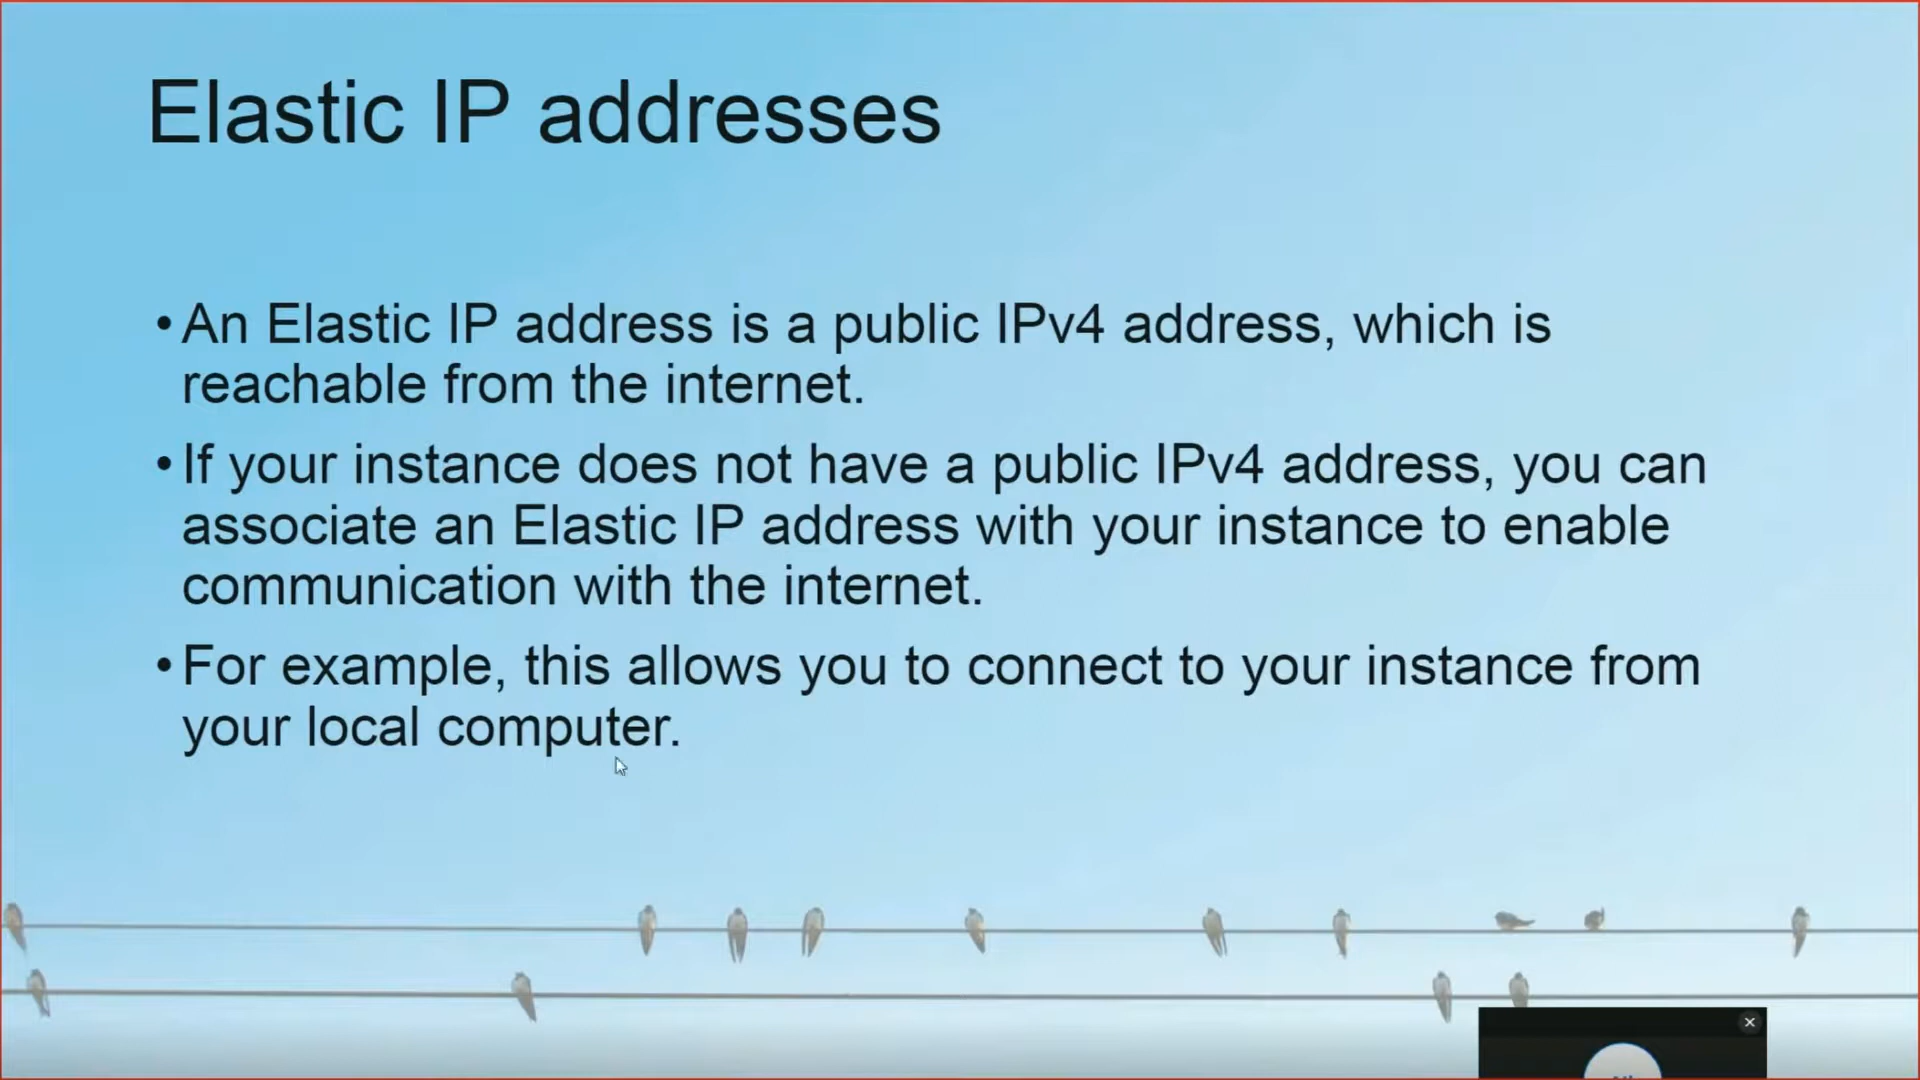 Elastic IP addresses
•An Elastic IP address is a public IPv4 address, which is
reachable from the internet.
•If your instance does not have a public IPv4 address, you can
associate an Elastic IP address with your instance to enable
communication with the internet.
•For example, this allows you to connect to your instance from
your local computer.